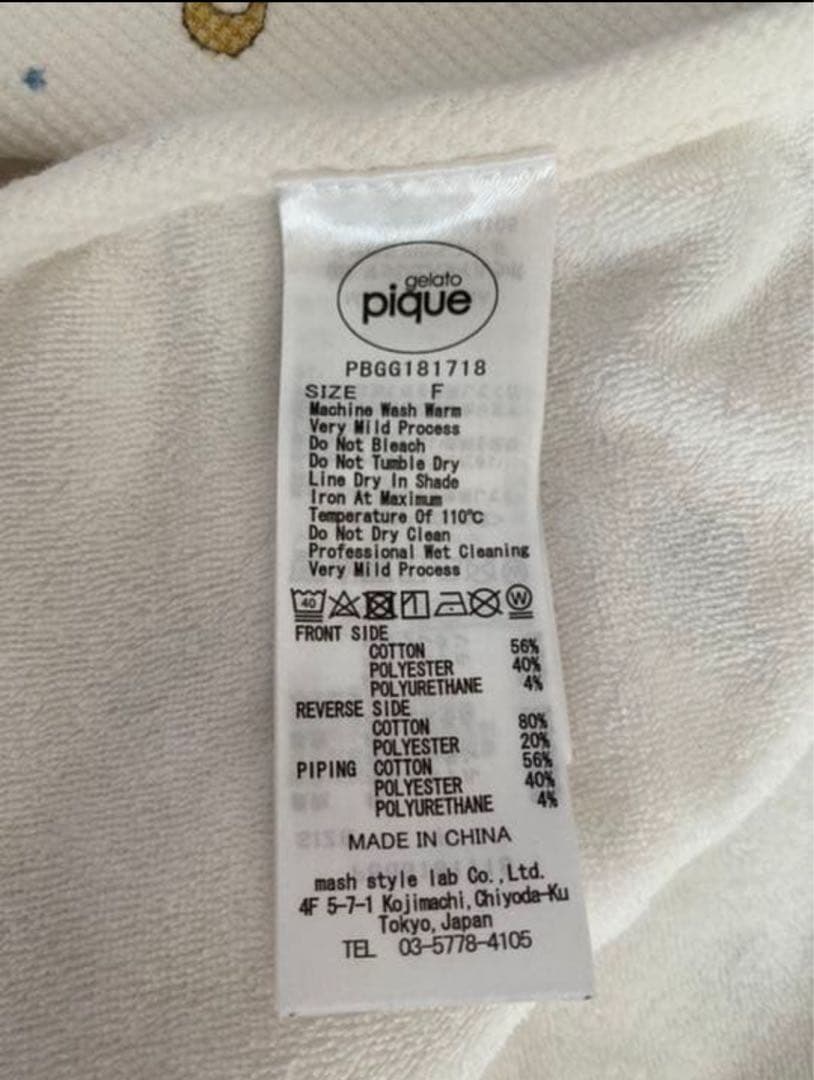 gelato
pique
PBGG181718
SIZE F
Machine Wash Warm
Very Mild Process
Do Not Bleach
Do Not Tumble Dry
Line Dry In Shade
Iron At Maximum
Temperature Of 110℃
Do Not Dry Clean
Professional Wet Cleaning
Very Mild Process
40 W
FRONT SIDE
COTTON 56%
POLYESTER 40%
POLYURETHANE 4%
REVERSE SIDE
COTTON 80%
POLYESTER 20%
PIPING COTTON 56%
POLYESTER 40%
POLYURETHANE 4%
MADE IN CHINA
mash style lab Co.,Ltd.
4F 5-7-1 Kojimachi,Chiyoda-Ku
Tokyo,Japan
TEL 03-5778-4105